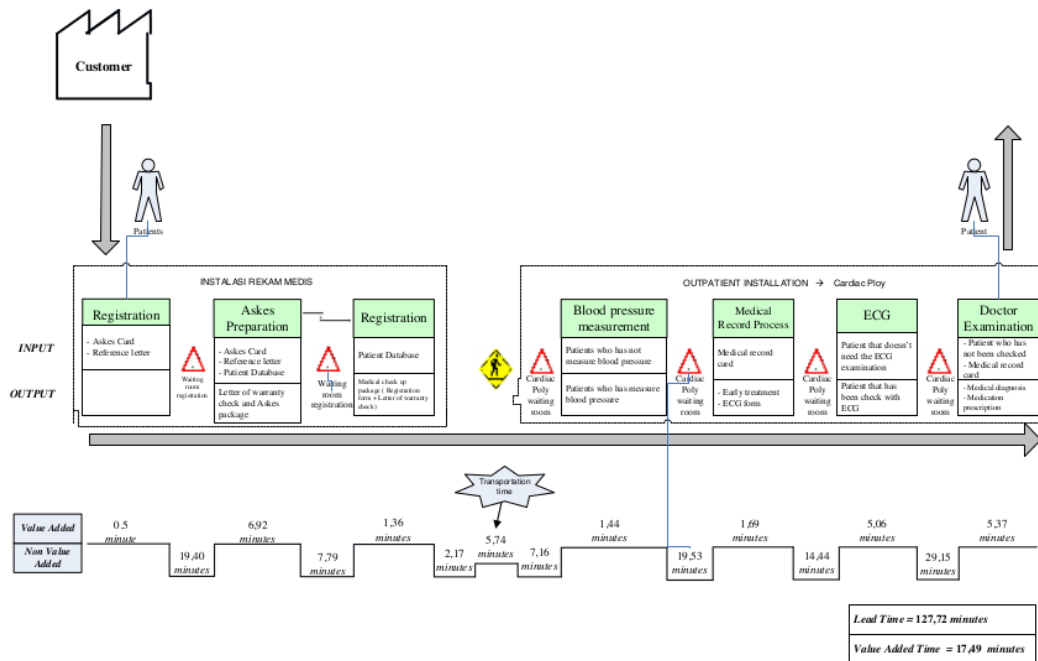 Customer
Patients
Patient
INSTALASI REKAM MEDIS
OUTPATIENT INSTALLATION → Cardiac Ploy
INPUT
OUTPUT
Registration
- Askes Card
- Reference letter
Waiting
room
registration
Askes
Preparation
- Askes Card
- Reference letter
- Patient Database
Letter of warranty
check and Askes
package
Waiting
room
registration
Registration
Patient Database
Medical check up
package ( Registration
form + Letter of warranty
check)
Cardiac
Poly
waiting
room
Blood pressure
measurement
Patients who has not
measure blood pressure
Patients who has measure
blood pressure
Cardiac
Poly
waiting
room
Medical
Record Process
Medical record
card
- Early treatment
- ECG form
Cardiac
Poly
waiting
room
ECG
Patient that doesn't
need the ECG
examination
Patient that has
been check with
ECG
Cardiac
Poly
waiting
room
Doctor
Examination
- Patient who has
not been checked
- Medical record
card
- Medical diagnosis
- Medication
prescription
Transportation
time
Value Added
Non Value
Added
0,5
minute
19,40
minutes
6,92
minutes
7,79
minutes
1,36
minutes
2,17
minutes
5,74
minutes
7,16
minutes
1,44
minutes
19,53
minutes
1,69
minutes
14,44
minutes
5,06
minutes
29,15
minutes
5,37
minutes
Lead Time = 127,72 minutes
Value Added Time = 17,49 minutes